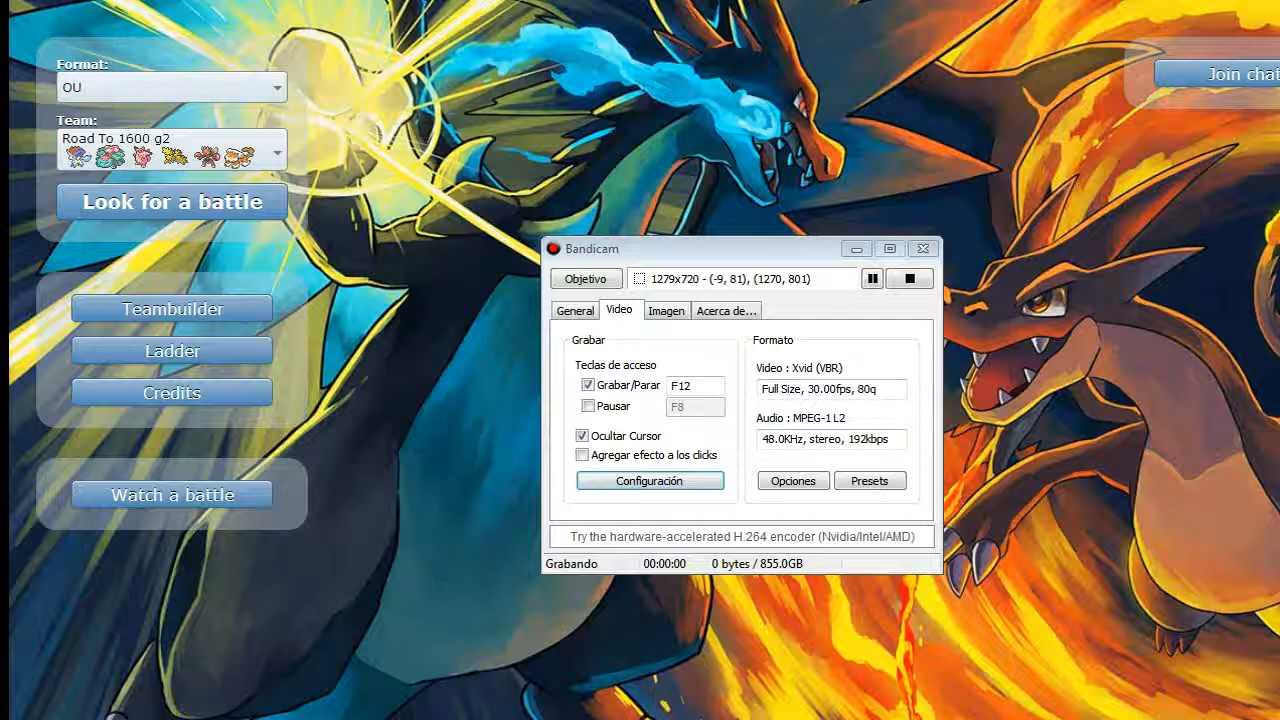 Format:
OU
Team:
Road To 1600 g2
Look for a battle
Teambuilder
Ladder
Credits
Watch a battle
Join chat
Bandicam
Objetivo
1279x720 - (-9, 81), (1270, 801)
General
Video
Imagen
Acerca de...
Grabar
Teclas de acceso
Grabar/Parar
F12
Pausar
F8
Ocultar Cursor
Agregar efecto a los clicks
Configuración
Formato
Video : Xvid (VBR)
Full Size, 30.00fps, 80q
Audio : MPEG-1 L2
48.0KHz, stereo, 192kbps
Opciones
Presets
Try the hardware-accelerated H.264 encoder (Nvidia/Intel/AMD)
Grabando
00:00:00
0 bytes / 855.0GB